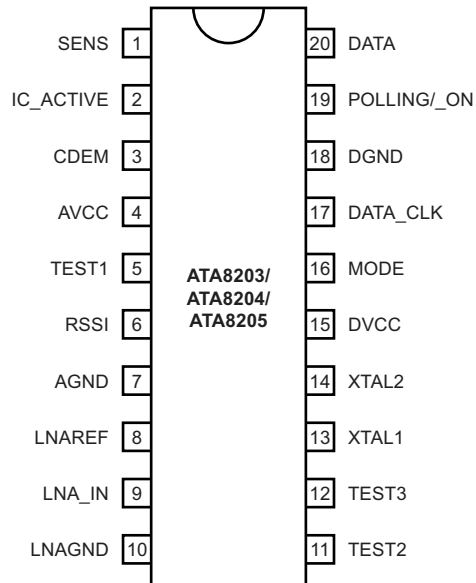 SENS 1 20 DATA
IC_ACTIVE 2 19 POLLING/_ON
CDEM 3 18 DGND
AVCC 4 17 DATA_CLK
TEST1 5 16 MODE
ATA8203/
ATA8204/
ATA8205
RSSI 6 15 DVCC
AGND 7 14 XTAL2
LNAREF 8 13 XTAL1
LNA_IN 9 12 TEST3
LNAGND 10 11 TEST2